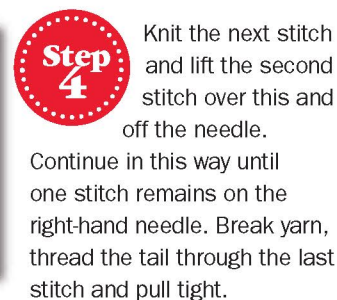 Step
4
Knit the next stitch
and lift the second
stitch over this and
off the needle.
Continue in this way until
one stitch remains on the
right-hand needle. Break yarn,
thread the tail through the last
stitch and pull tight.